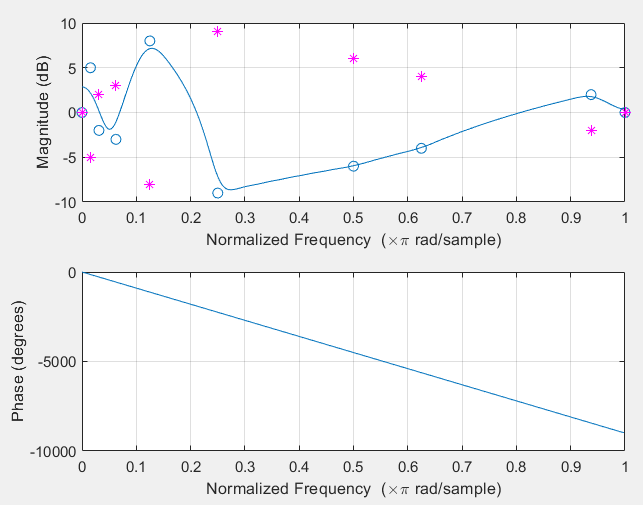 10
5
0
-5
-10
Magnitude (dB)
0 0.1 0.2 0.3 0.4 0.5 0.6 0.7 0.8 0.9 1
Normalized Frequency (×π rad/sample)
0
-5000
-10000
Phase (degrees)
0 0.1 0.2 0.3 0.4 0.5 0.6 0.7 0.8 0.9 1
Normalized Frequency (×π rad/sample)